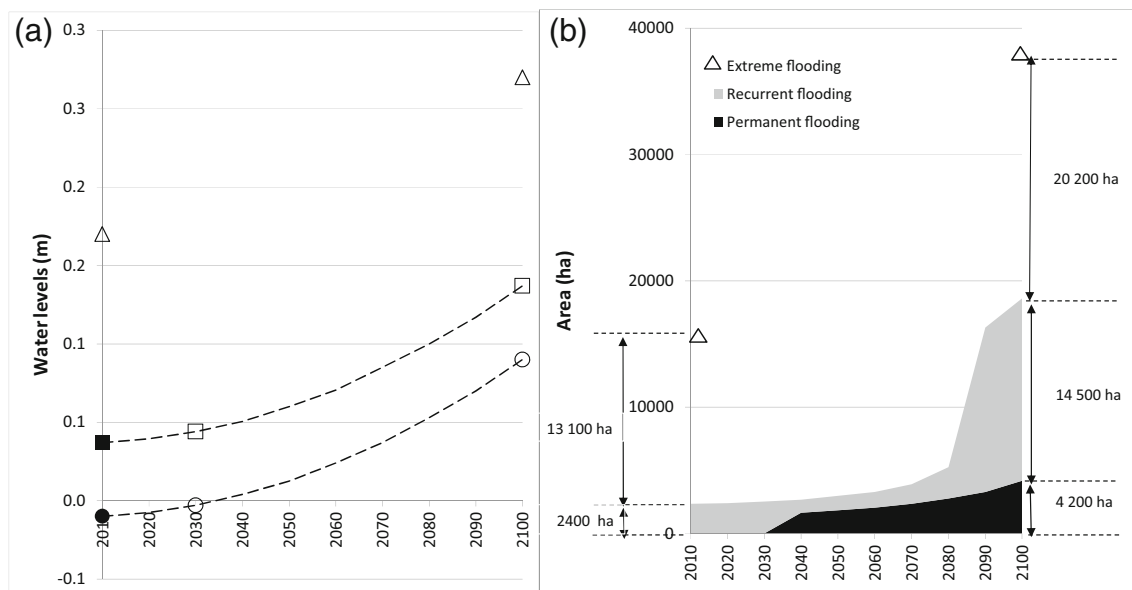 (a)
Water levels (m)
0.3
0.3
0.2
0.2
0.1
0.1
0.0
-0.1
2010
2020
2030
2040
2050
2060
2070
2080
2090
2100
(b)
Area (ha)
40000
30000
20000
10000
0
Extreme flooding
Recurrent flooding
Permanent flooding
13 100 ha
2400 ha
20 200 ha
14 500 ha
4 200 ha
2010
2020
2030
2040
2050
2060
2070
2080
2090
2100